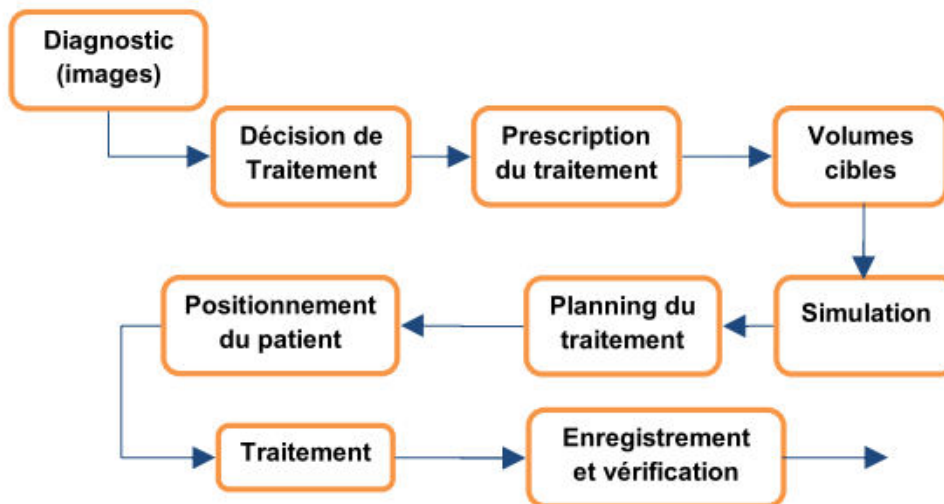 Diagnostic
(images)
Décision de
Traitement
Prescription
du traitement
Volumes
cibles
Positionnement
du patient
Planning du
traitement
Simulation
Traitement
Enregistrement
et vérification